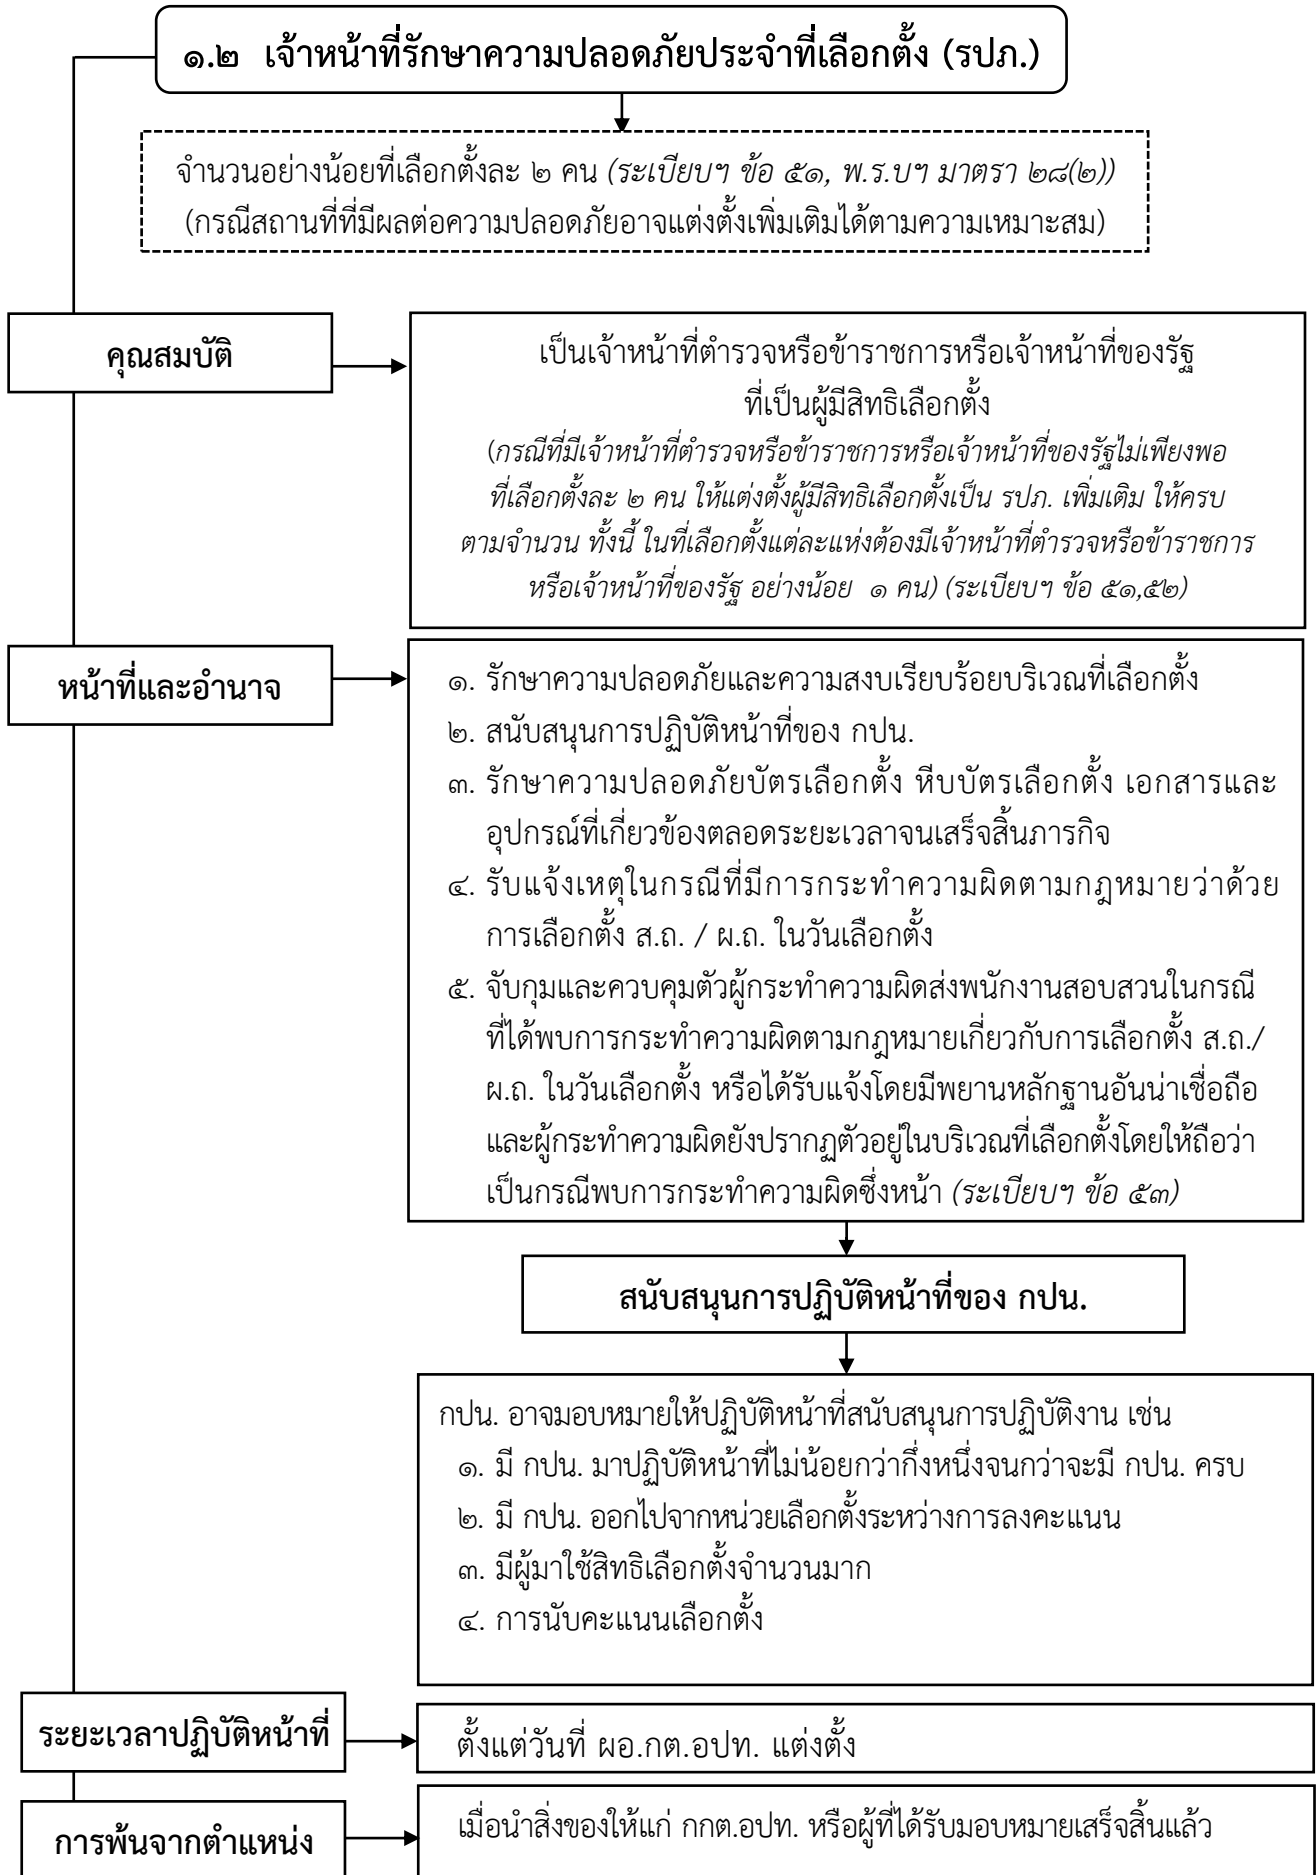 ๑.๒ เจ้าหน้าที่รักษาความปลอดภัยประจำที่เลือกตั้ง (รปภ.)
จำนวนอย่างน้อยที่เลือกตั้งละ ๒ คน (ระเบียบฯ ข้อ ๕๑, พ.ร.บฯ มาตรา ๒๘(๒))
(กรณีสถานที่ที่มีผลต่อความปลอดภัยอาจแต่งตั้งเพิ่มเติมได้ตามความเหมาะสม)
คุณสมบัติ
เป็นเจ้าหน้าที่ตำรวจหรือข้าราชการหรือเจ้าหน้าที่ของรัฐ
ที่เป็นผู้มีสิทธิเลือกตั้ง
(กรณีที่มีเจ้าหน้าที่ตำรวจหรือข้าราชการหรือเจ้าหน้าที่ของรัฐไม่เพียงพอ
ที่เลือกตั้งละ ๒ คน ให้แต่งตั้งผู้มีสิทธิเลือกตั้งเป็น รปภ. เพิ่มเติม ให้ครบ
ตามจำนวน ทั้งนี้ ในที่เลือกตั้งแต่ละแห่งต้องมีเจ้าหน้าที่ตำรวจหรือข้าราชการ
หรือเจ้าหน้าที่ของรัฐ อย่างน้อย ๑ คน) (ระเบียบฯ ข้อ ๕๑,๕๒)
หน้าที่และอำนาจ
๑. รักษาความปลอดภัยและความสงบเรียบร้อยบริเวณที่เลือกตั้ง
๒. สนับสนุนการปฏิบัติหน้าที่ของ กปน.
๓. รักษาความปลอดภัยบัตรเลือกตั้ง หีบบัตรเลือกตั้ง เอกสารและ
อุปกรณ์ที่เกี่ยวข้องตลอดระยะเวลาจนเสร็จสิ้นภารกิจ
๔. รับแจ้งเหตุในกรณีที่มีการกระทำความผิดตามกฎหมายว่าด้วย
การเลือกตั้ง ส.ถ. / ผ.ถ. ในวันเลือกตั้ง
๕. จับกุมและควบคุมตัวผู้กระทำความผิดส่งพนักงานสอบสวนในกรณี
ที่ได้พบการกระทำความผิดตามกฎหมายเกี่ยวกับการเลือกตั้ง ส.ถ./
ผ.ถ. ในวันเลือกตั้ง หรือได้รับแจ้งโดยมีพยานหลักฐานอันน่าเชื่อถือ
และผู้กระทำความผิดยังปรากฏตัวอยู่ในบริเวณที่เลือกตั้งโดยให้ถือว่า
เป็นกรณีพบการกระทำความผิดซึ่งหน้า (ระเบียบฯ ข้อ ๕๓)
สนับสนุนการปฏิบัติหน้าที่ของ กปน.
กปน. อาจมอบหมายให้ปฏิบัติหน้าที่สนับสนุนการปฏิบัติงาน เช่น
๑. มี กปน. มาปฏิบัติหน้าที่ไม่น้อยกว่ากึ่งหนึ่งจนกว่าจะมี กปน. ครบ
๒. มี กปน. ออกไปจากหน่วยเลือกตั้งระหว่างการลงคะแนน
๓. มีผู้มาใช้สิทธิเลือกตั้งจำนวนมาก
๔. การนับคะแนนเลือกตั้ง
ระยะเวลาปฏิบัติหน้าที่
ตั้งแต่วันที่ ผอ.กต.อปท. แต่งตั้ง
การพ้นจากตำแหน่ง
เมื่อนำสิ่งของให้แก่ กกต.อปท. หรือผู้ที่ได้รับมอบหมายเสร็จสิ้นแล้ว